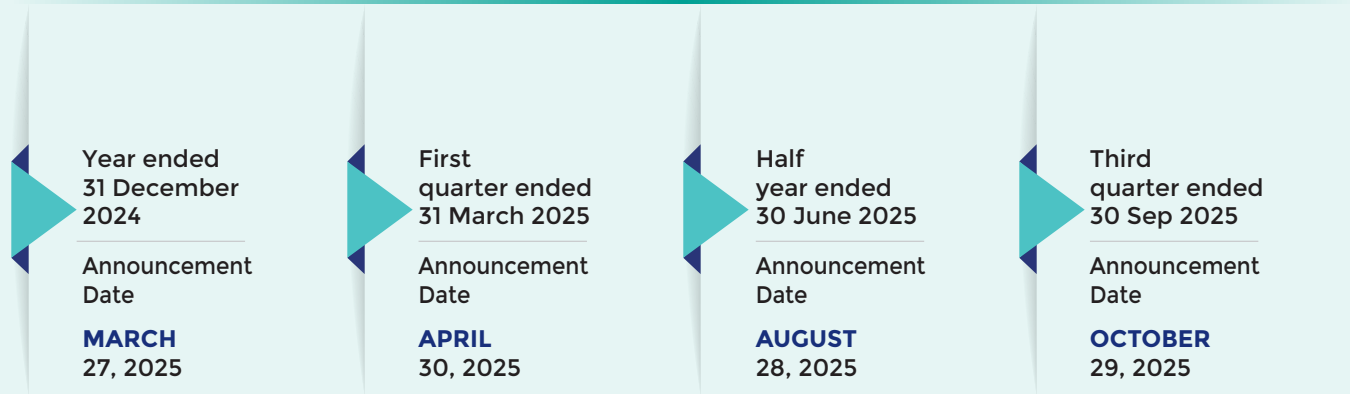 Year ended
31 December
2024
Announcement
Date
MARCH
27, 2025
First
quarter ended
31 March 2025
Announcement
Date
APRIL
30, 2025
Half
year ended
30 June 2025
Announcement
Date
AUGUST
28, 2025
Third
quarter ended
30 Sep 2025
Announcement
Date
OCTOBER
29, 2025